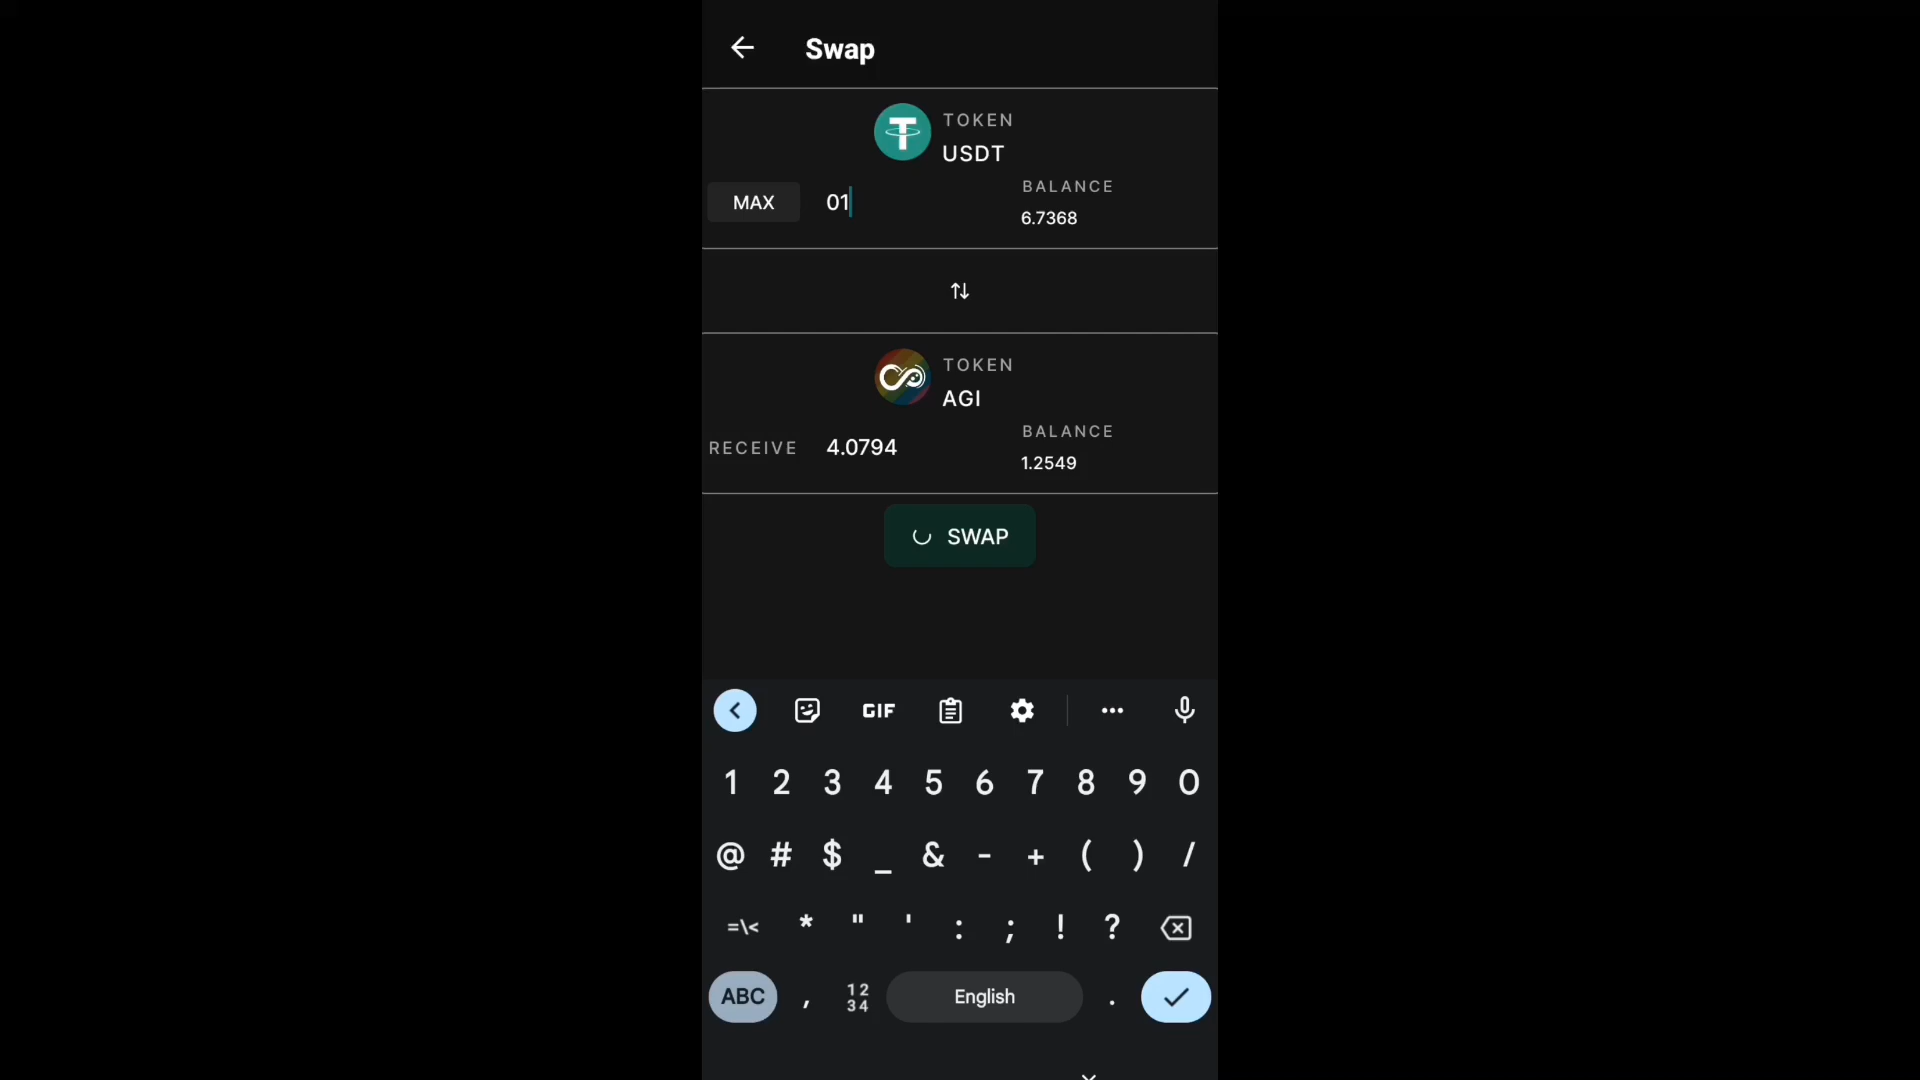 Swap
TOKEN
USDT
MAX 01
BALANCE
6.7368
TOKEN
AGI
RECEIVE 4.0794
BALANCE
1.2549
SWAP
GIF
1 2 3 4 5 6 7 8 9 0
@ # $ _ & - + ( ) /
=\< * " ' : ; ! ?
ABC , 12 34 English .